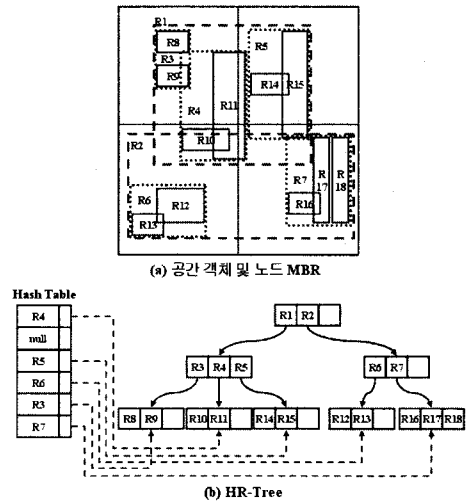 R1
R8
R3
R9
R5
R14
R15
R4
R11
R10
R2
R7
R
17
R
18
R16
R6
R12
R13
(a) 공간 객체 및 노드 MBR
Hash Table
R4
null
R5
R6
R3
R7
R1 R2
R3 R4 R5
R6 R7
R8 R9 R10 R11 R14 R15 R12 R13 R16 R17 R18
(b) HR-Tree